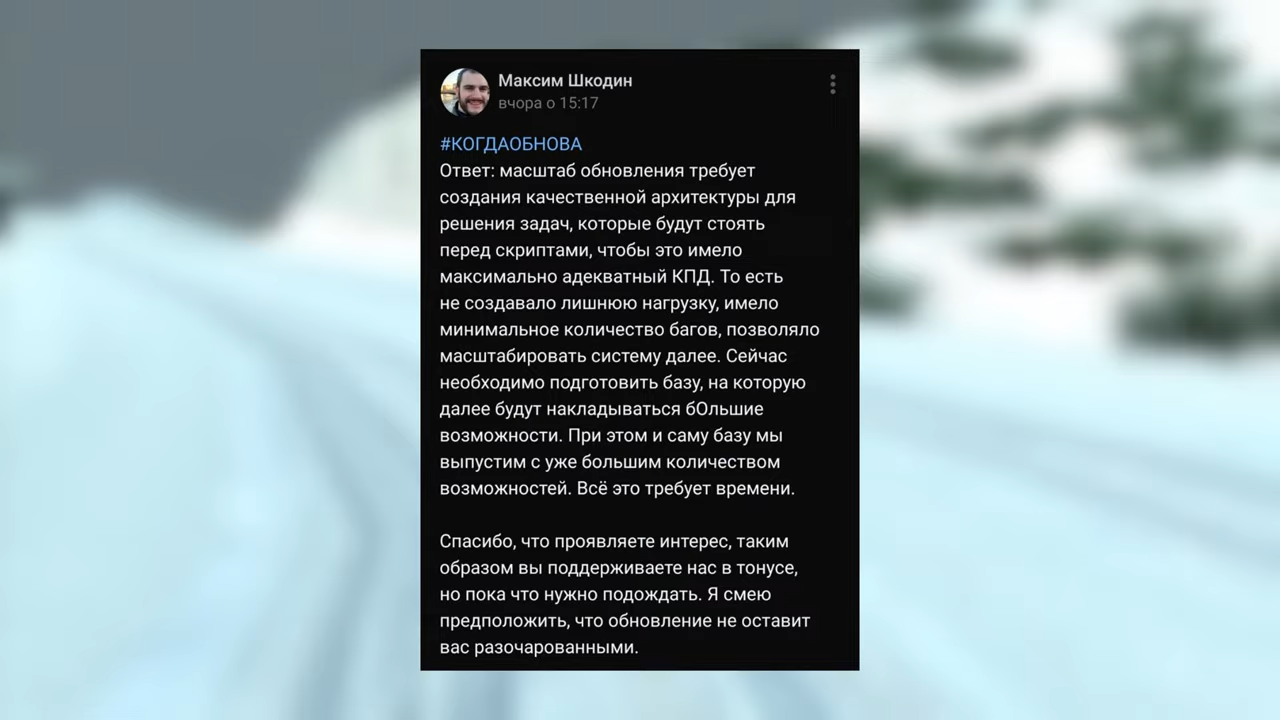 Максим Шкодин
вчора о 15:17
#КОГДАОБНОВА
Ответ: масштаб обновления требует
создания качественной архитектуры для
решения задач, которые будут стоять
перед скриптами, чтобы это имело
максимально адекватный КПД. То есть
не создавало лишнюю нагрузку, имело
минимальное количество багов, позволяло
масштабировать систему далее. Сейчас
необходимо подготовить базу, на которую
далее будут накладываться бОльшие
возможности. При этом и саму базу мы
выпустим с уже большим количеством
возможностей. Всё это требует времени.
Спасибо, что проявляете интерес, таким
образом вы поддерживаете нас в тонусе,
но пока что нужно подождать. Я смею
предположить, что обновление не оставит
вас разочарованными.